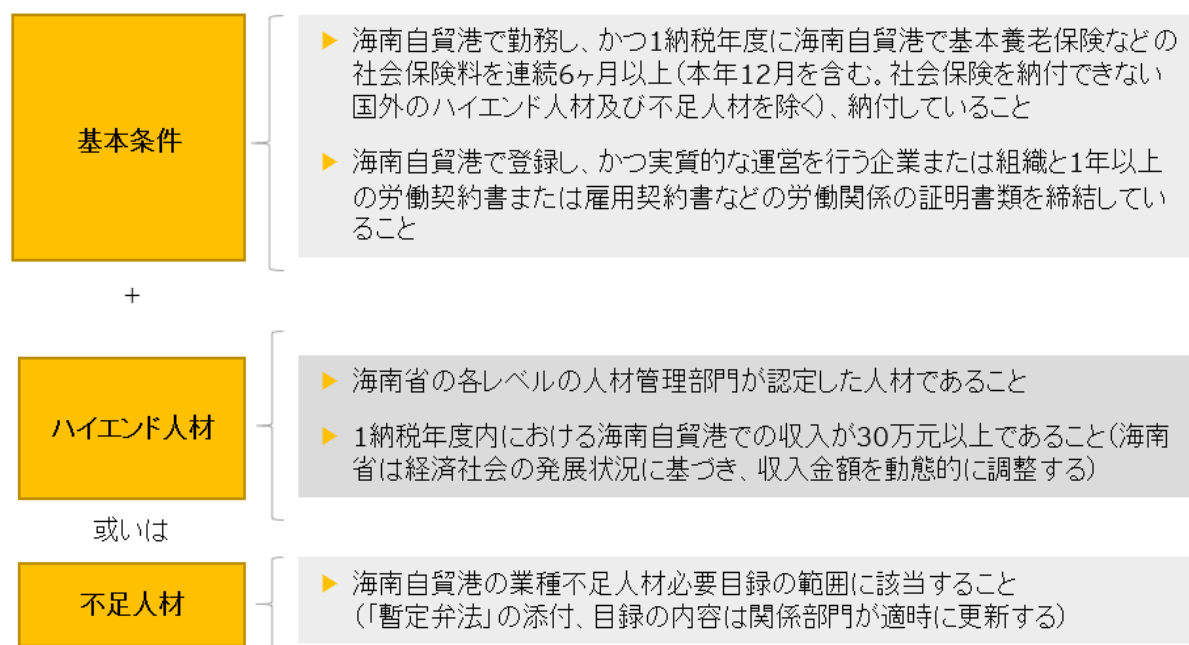 基本条件
▶ 海南自貿港で勤務し、かつ1納税年度に海南自貿港で基本養老保険などの
社会保険料を連続6ヶ月以上(本年12月を含む。社会保険を納付できない
国外のハイエンド人材及び不足人材を除く)、納付していること
▶ 海南自貿港で登録し、かつ実質的な運営を行う企業または組織と1年以上
の労働契約書または雇用契約書などの労働関係の証明書類を締結してい
ること
+
ハイエンド人材
▶ 海南省の各レベルの人材管理部門が認定した人材であること
▶ 1納税年度内における海南自貿港での収入が30万元以上であること(海南
省は経済社会の発展状況に基づき、収入金額を動態的に調整する)
或いは
不足人材
▶ 海南自貿港の業種不足人材必要目録の範囲に該当すること
(「暫定弁法」の添付、目録の内容は関係部門が適時に更新する)